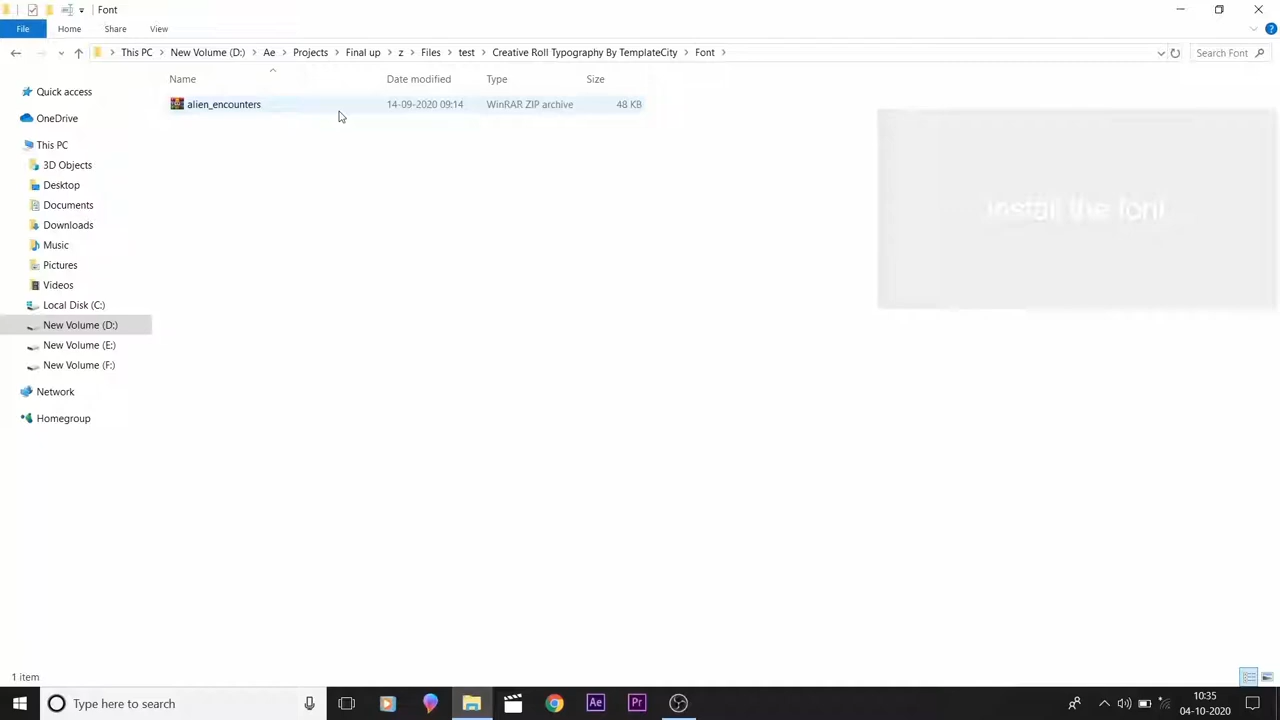 Font
File Home Share View
This PC New Volume (D:) Ae Projects Final up z Files test Creative Roll Typography By TemplateCity Font Search Font
Name Date modified Type Size
alien_encounters 14-09-2020 09:14 WinRAR ZIP archive 48 KB
Quick access
OneDrive
This PC
3D Objects
Desktop
Documents
Downloads
Music
Pictures
Videos
Local Disk (C:)
New Volume (D:)
New Volume (E:)
New Volume (F:)
Network
Homegroup
install the font
1 item
Type here to search Ae Pr 10:35
04-10-2020